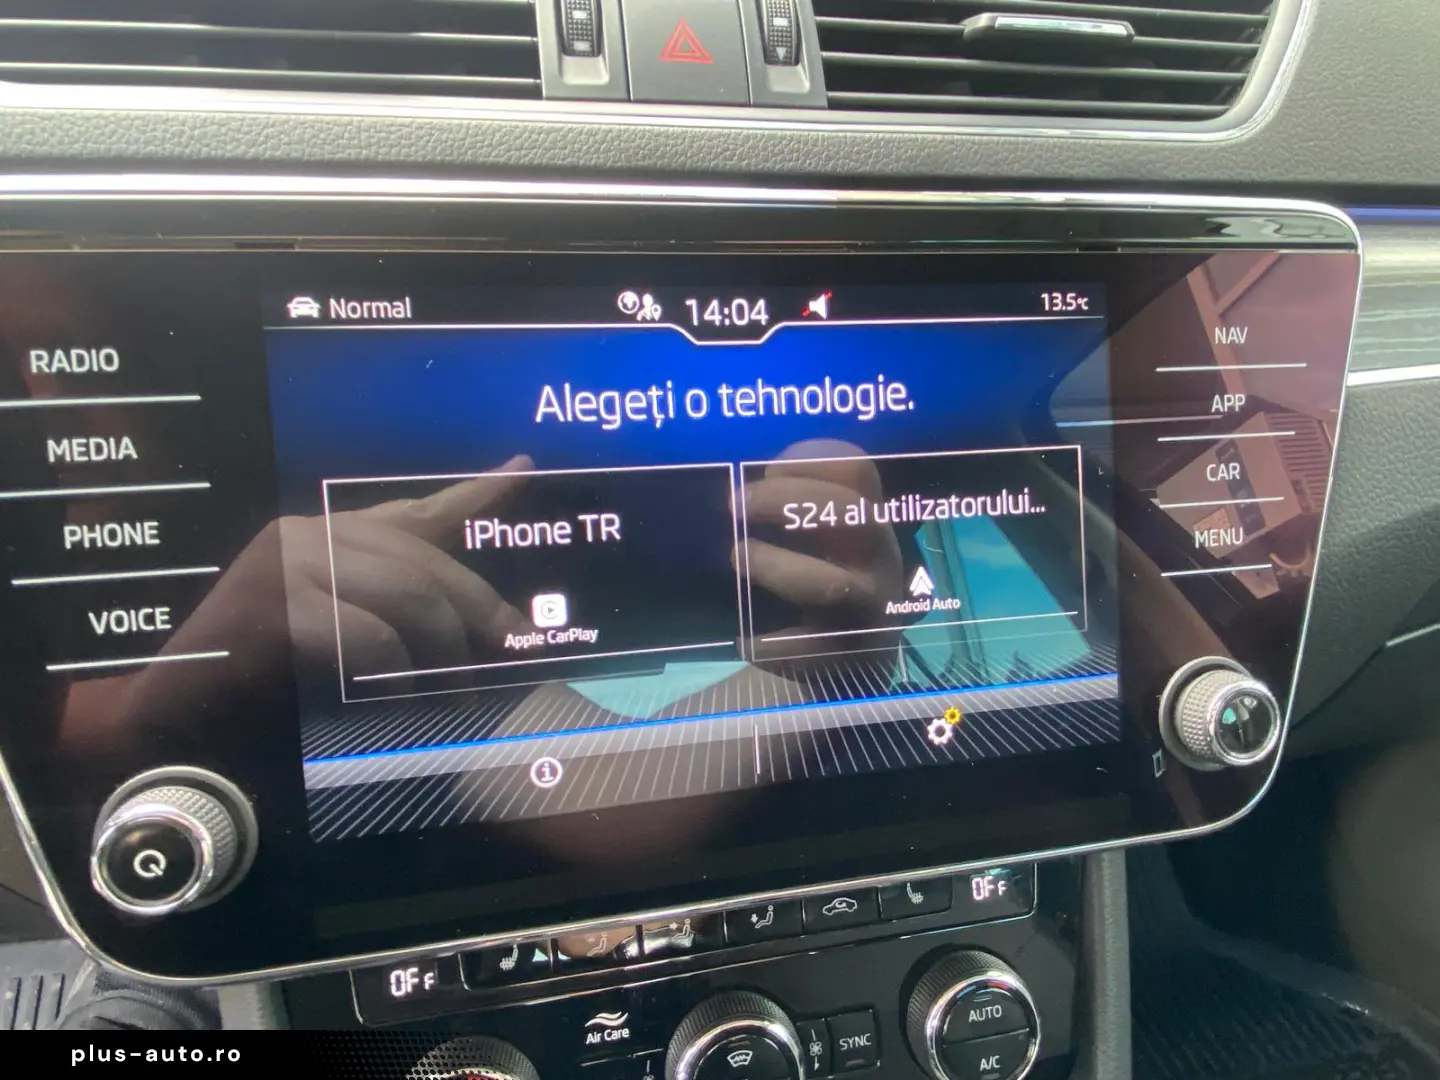 Normal
14:04
13.5°C
RADIO
MEDIA
PHONE
VOICE
Alegeți o tehnologie.
iPhone TR
Apple CarPlay
S24 al utilizatorului...
Android Auto
NAV
APP
CAR
MENU
OFF
OFF
Air Care
SYNC
AUTO
A/C
plus-auto.ro